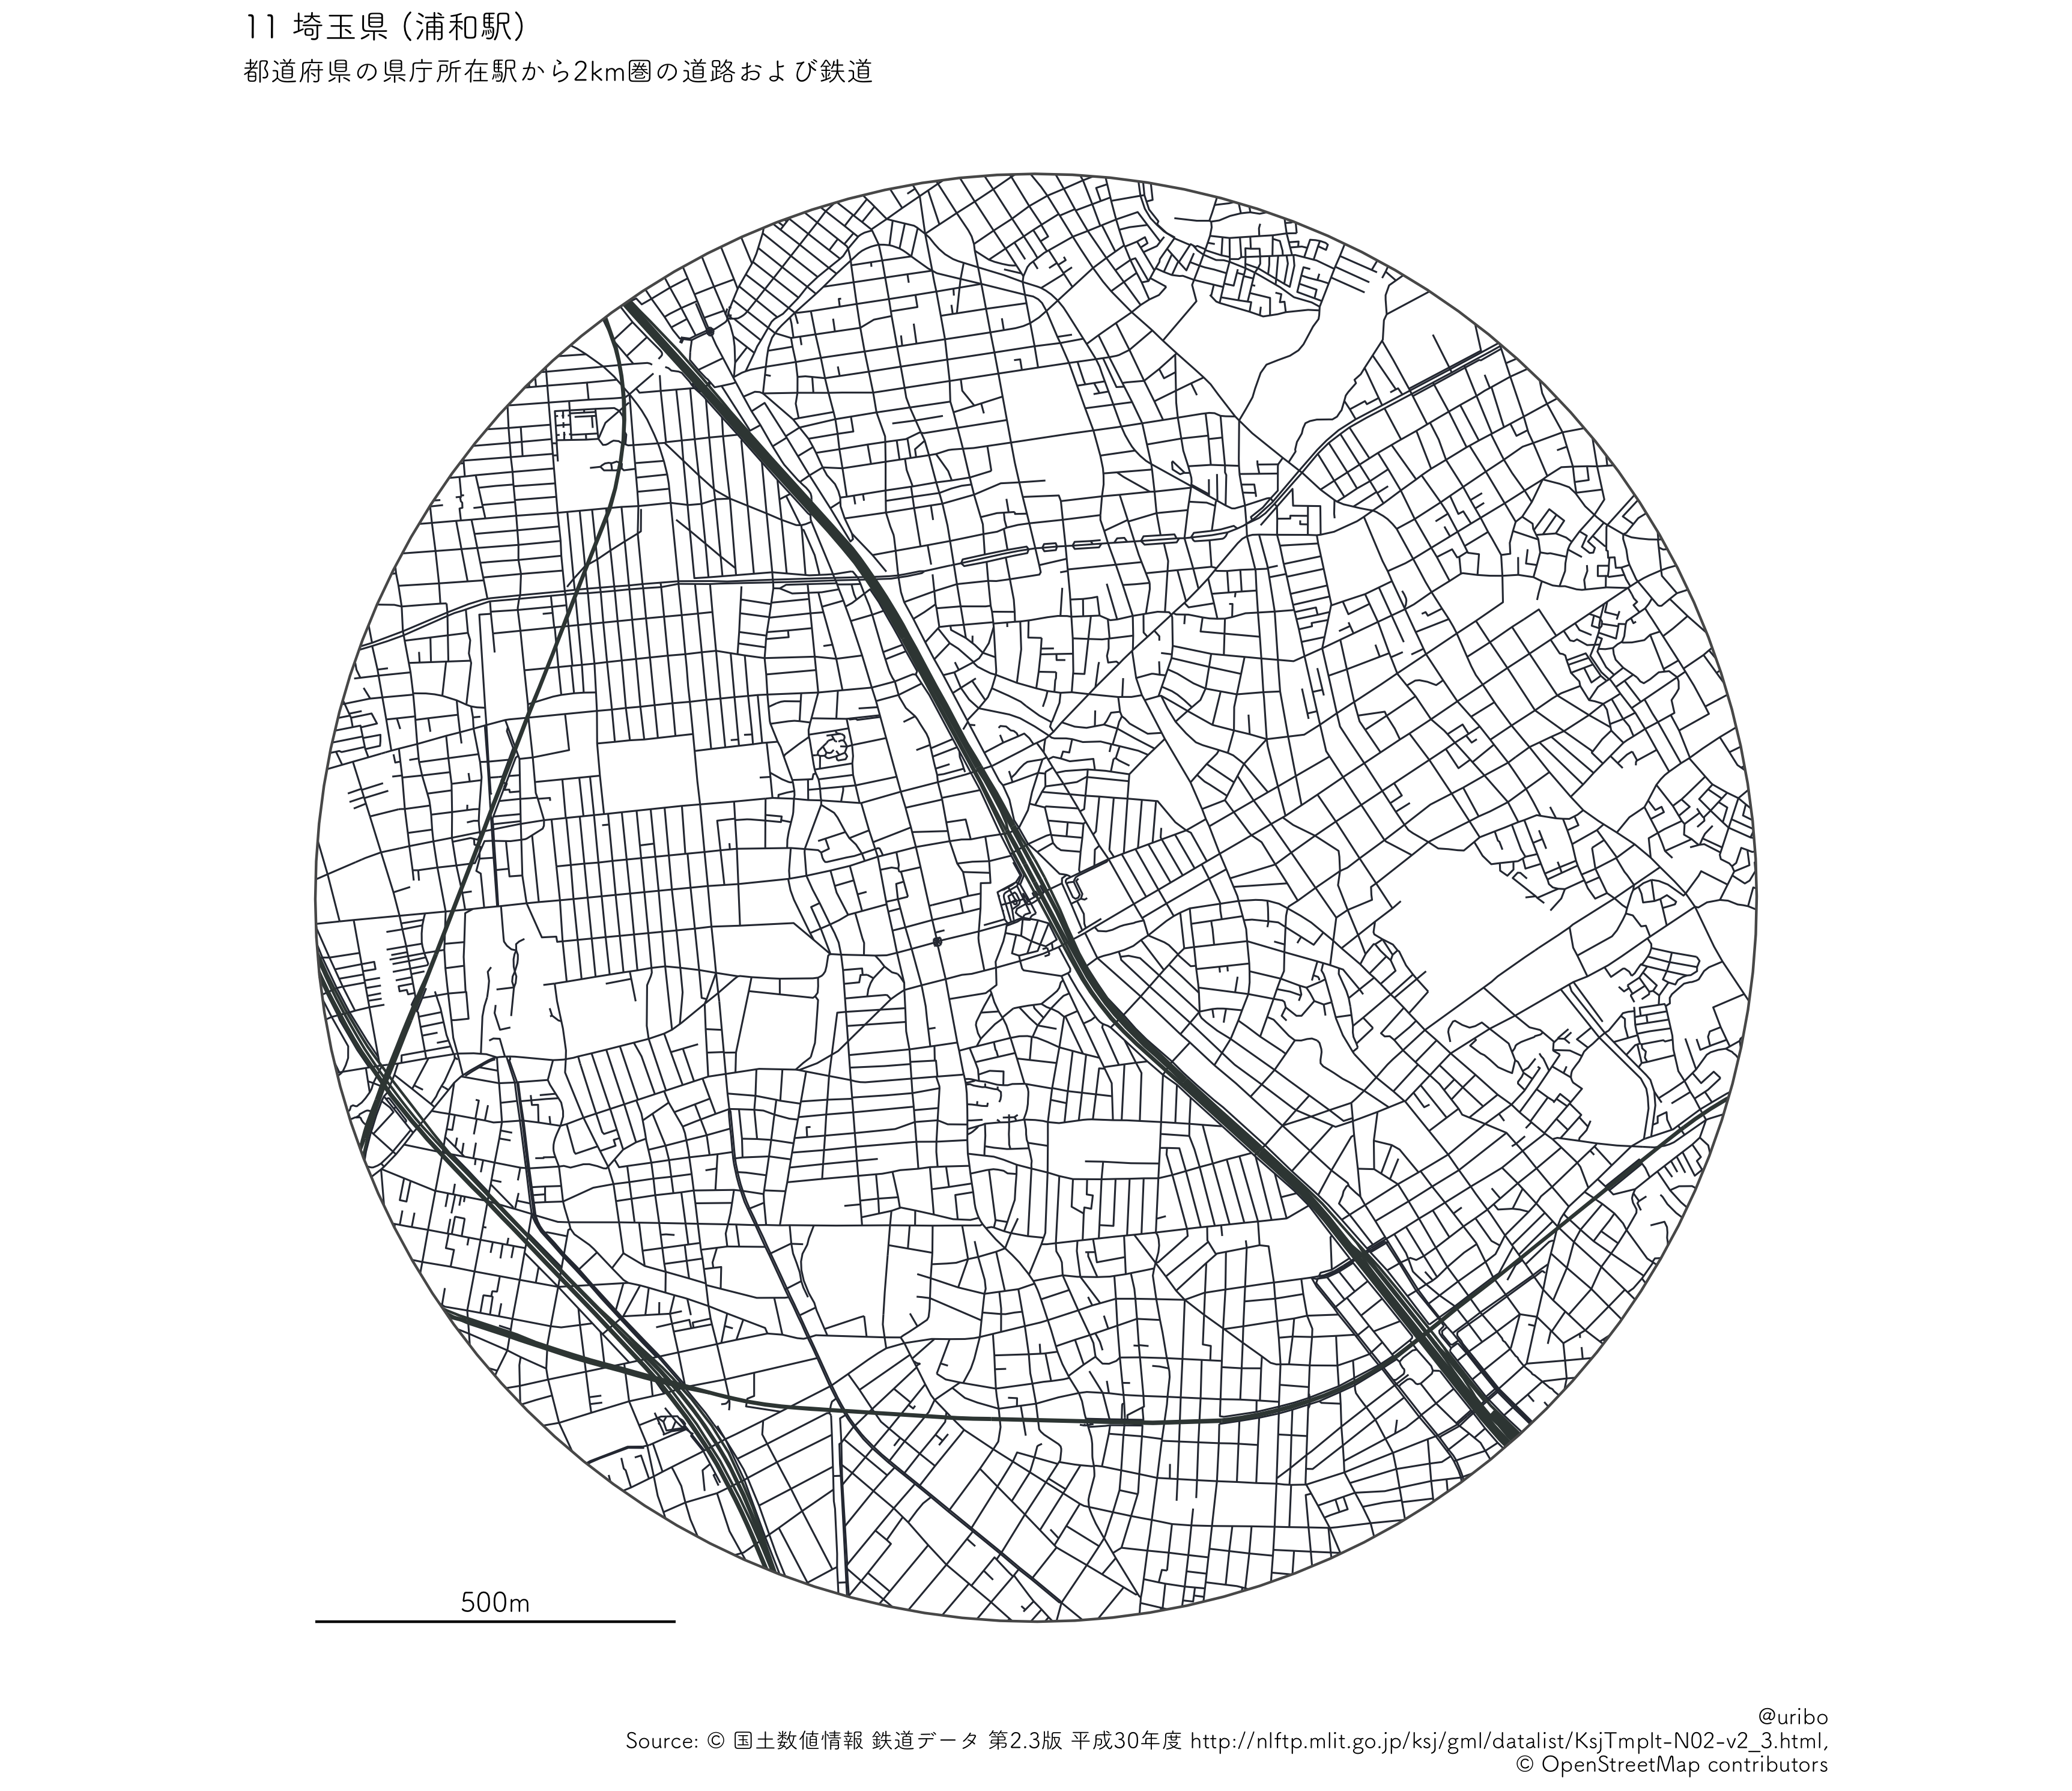 11 埼玉県 (浦和駅)
都道府県の県庁所在駅から2km圏の道路および鉄道
500m
@uribo
Source: © 国土数値情報 鉄道データ 第2.3版 平成30年度 http://nlftp.mlit.go.jp/ksj/gml/datalist/KsjTmplt-N02-v2_3.html,
© OpenStreetMap contributors